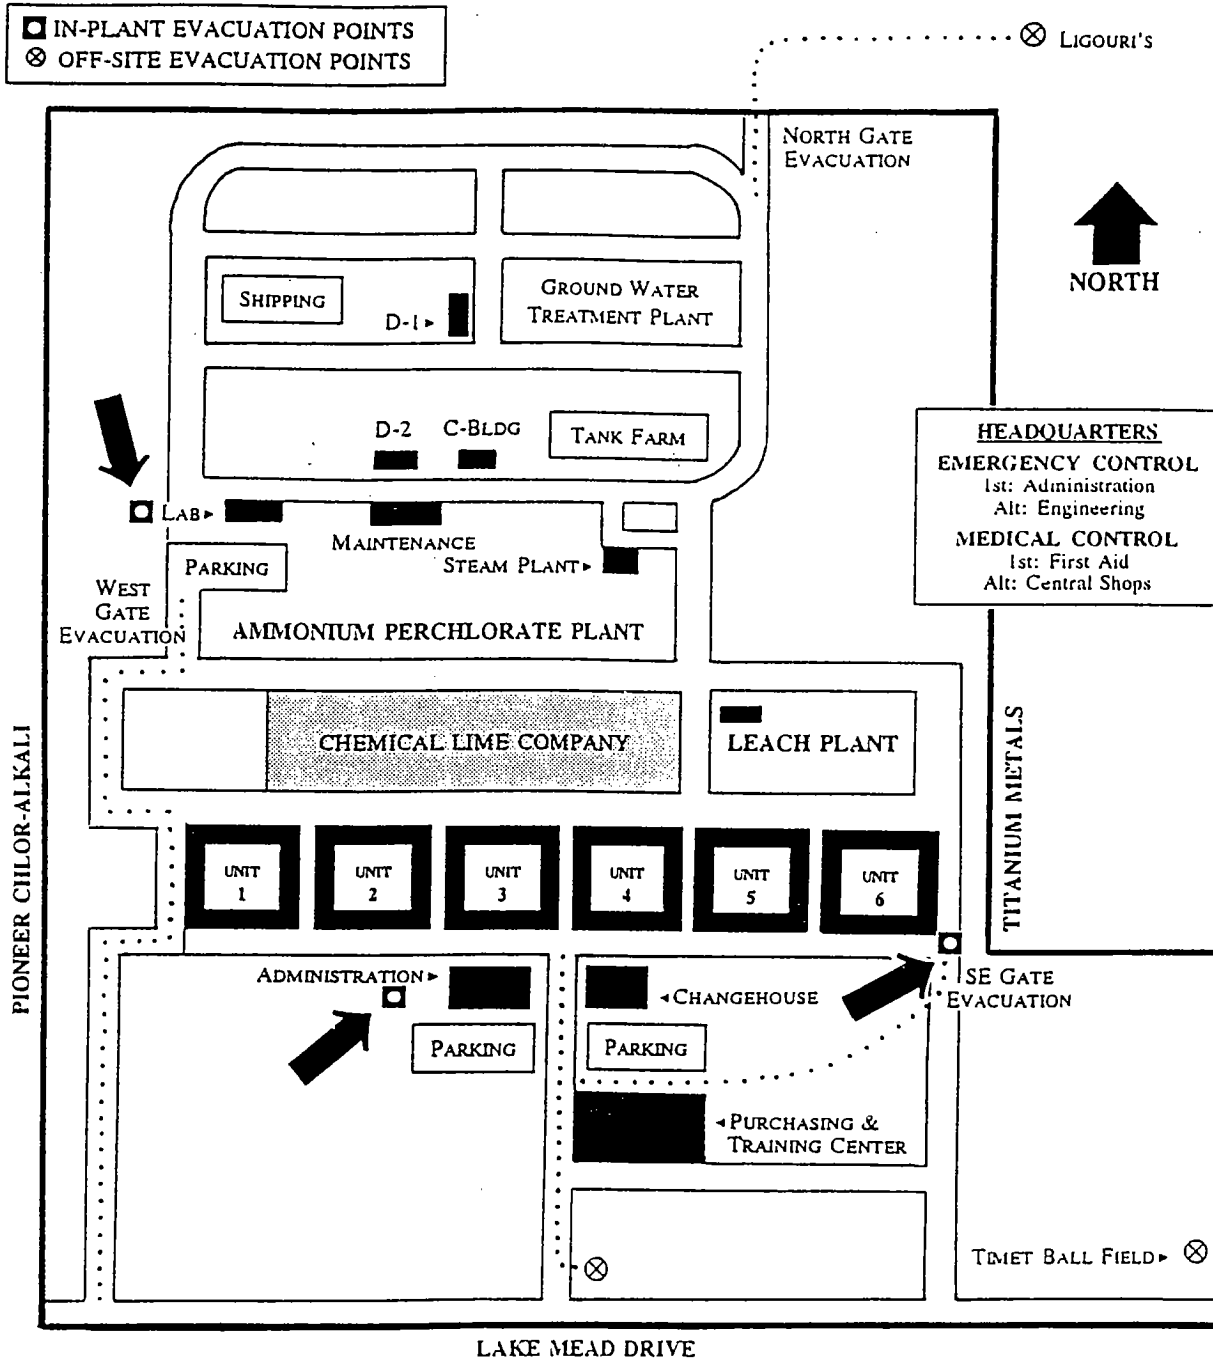 IN-PLANT EVACUATION POINTS
OFF-SITE EVACUATION POINTS
LIGOURI'S
NORTH GATE
EVACUATION
NORTH
SHIPPING
D-1
GROUND WATER
TREATMENT PLANT
D-2
C-BLDG
TANK FARM
HEADQUARTERS
EMERGENCY CONTROL
1st: Administration
Alt: Engineering
MEDICAL CONTROL
1st: First Aid
Alt: Central Shops
LAB
MAINTENANCE
STEAM PLANT
PARKING
WEST
GATE
EVACUATION
AMMONIUM PERCHLORATE PLANT
CHEMICAL LIME COMPANY
LEACH PLANT
PIONEER CHLOR-ALKALI
TITANIUM METALS
UNIT
1
UNIT
2
UNIT
3
UNIT
4
UNIT
5
UNIT
6
ADMINISTRATION
CHANGEHOUSE
SE GATE
EVACUATION
PARKING
PARKING
PURCHASING &
TRAINING CENTER
TIMET BALL FIELD
LAKE MEAD DRIVE